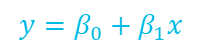 y = β₀ + β₁x